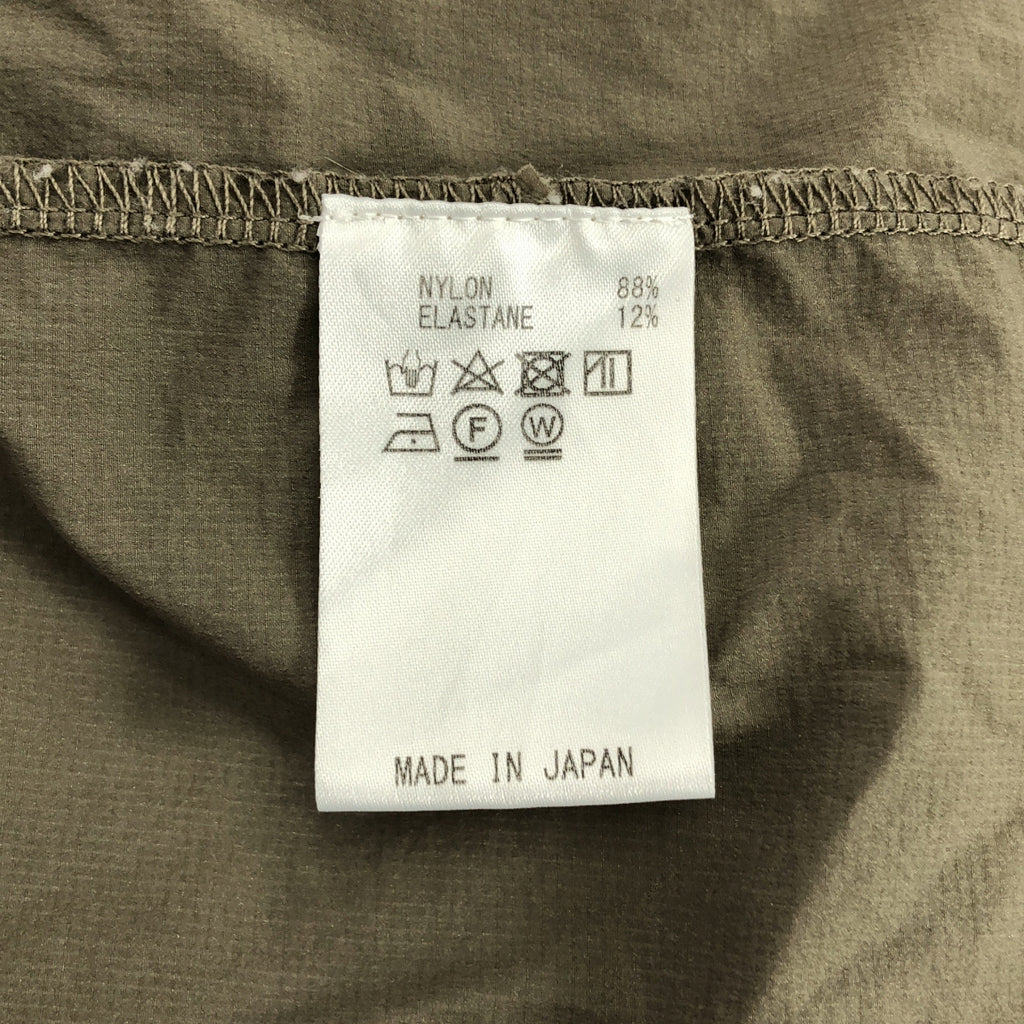 NYLON 88%
ELASTANE 12%
F W
MADE IN JAPAN